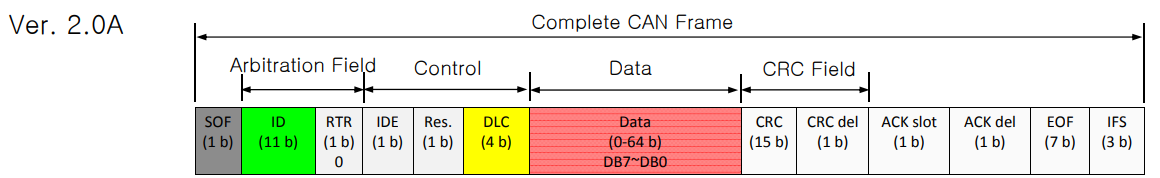 Ver. 2.0A
Complete CAN Frame
Arbitration Field Control Data CRC Field
SOF ID RTR IDE Res. DLC Data CRC CRC del ACK slot ACK del EOF IFS
(1 b) (11 b) (1 b) (1 b) (1 b) (4 b) (0-64 b) (15 b) (1 b) (1 b) (1 b) (7 b) (3 b)
0 DB7~DB0